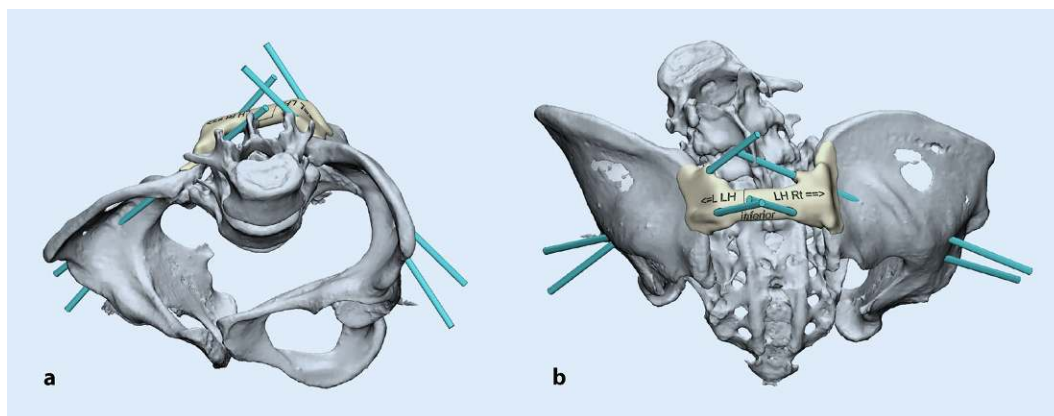 <=L LH
LH Rt ==>
inferior
a
b